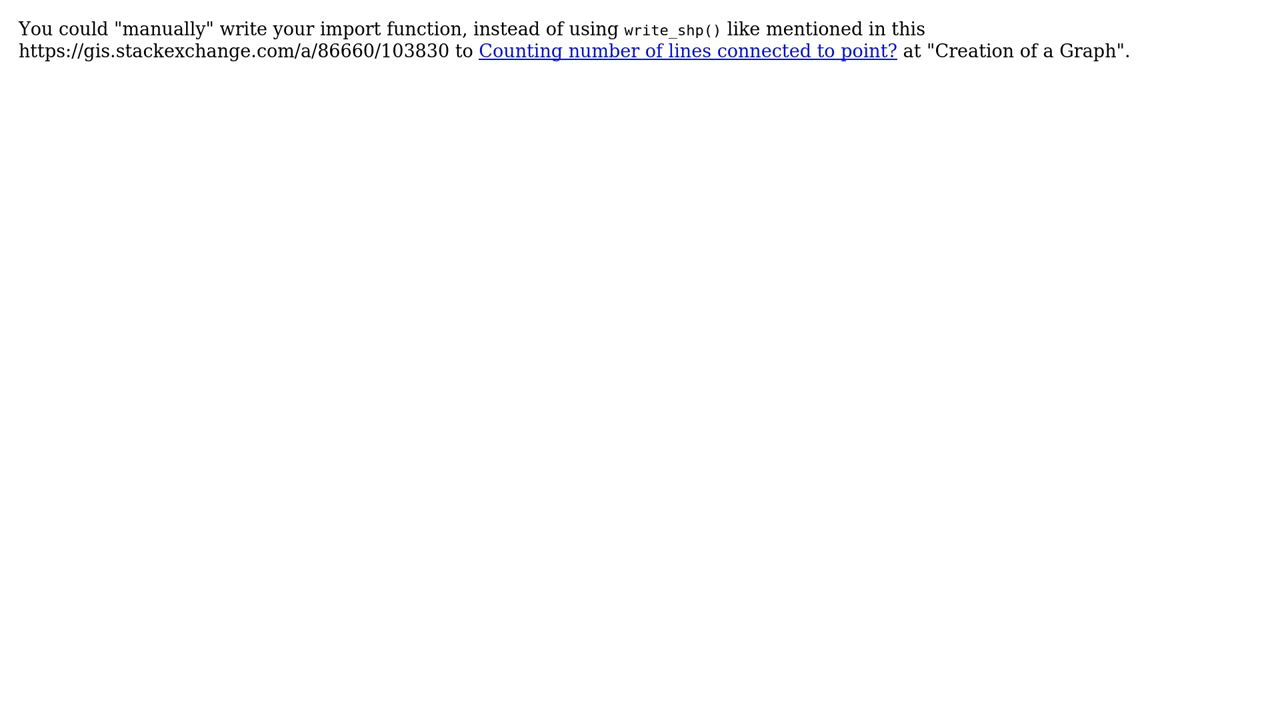 You could "manually" write your import function, instead of using write_shp() like mentioned in this
https://gis.stackexchange.com/a/86660/103830 to Counting number of lines connected to point? at "Creation of a Graph".